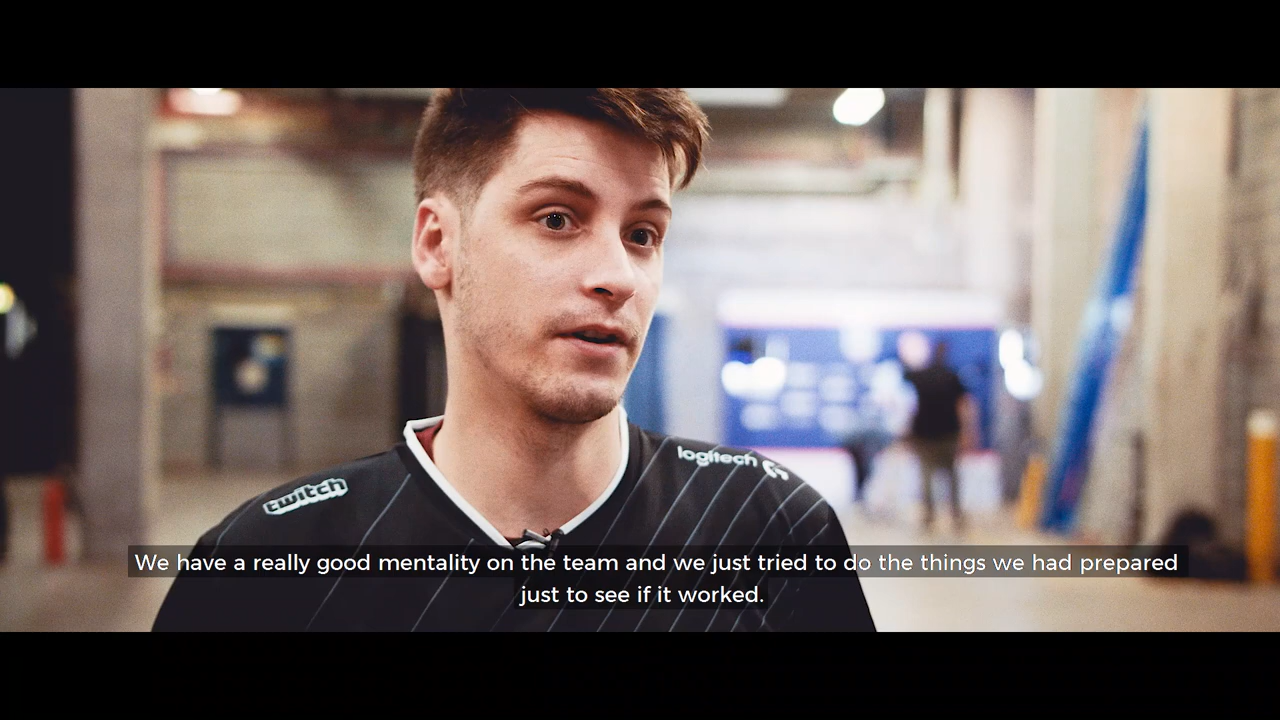 twitch
logitech G
We have a really good mentality on the team and we just tried to do the things we had prepared
just to see if it worked.